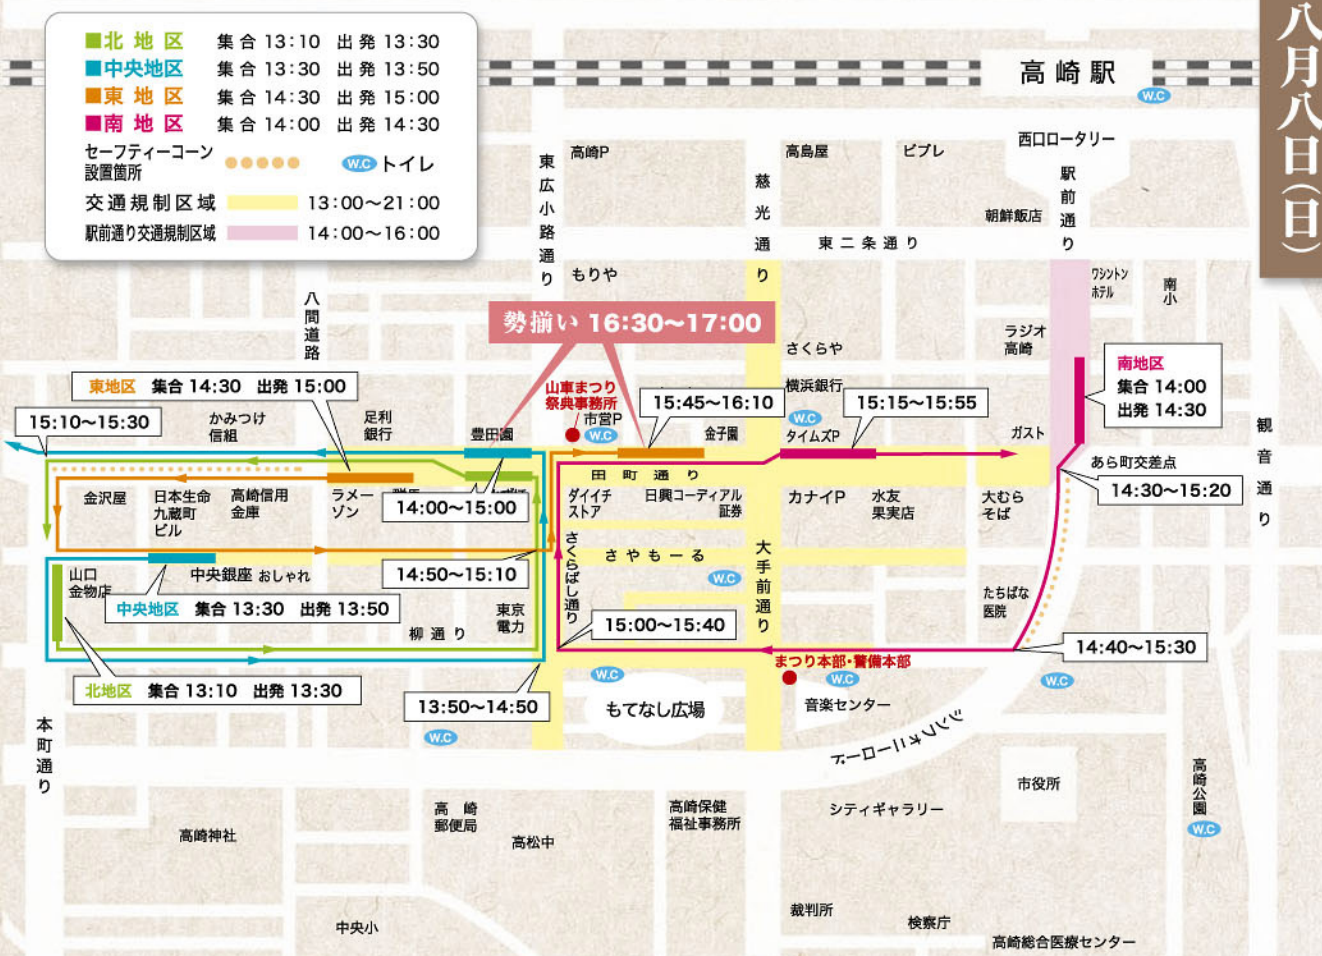 八月八日(日)
北地区 集合 13:10 出発 13:30
中央地区 集合 13:30 出発 13:50
東地区 集合 14:30 出発 15:00
南地区 集合 14:00 出発 14:30
セーフティーコーン
設置箇所
W.C トイレ
交通規制区域 13:00〜21:00
駅前通り交通規制区域 14:00〜16:00
高崎駅
W.C
西口ロータリー
東広小路通り
高崎P
慈光通り
高島屋
ビブレ
駅前通り
朝鮮飯店
東二条通り
もりや
ワシントン
ホテル
南小
八間道路
勢揃い 16:30〜17:00
ラジオ
高崎
さくらや
南地区
集合 14:00
出発 14:30
東地区 集合 14:30 出発 15:00
山車まつり
祭典事務所
横浜銀行
15:45〜16:10
15:15〜15:55
15:10〜15:30
かみつけ
信組
足利
銀行
豊田園
市営P
W.C
金子園
W.C
タイムズP
ガスト
観音通り
田町通り
あら町交差点
14:30〜15:20
金沢屋
日本生命
九蔵町
ビル
高崎信用
金庫
ラメー
ゾン
14:00〜15:00
ダイイチ
ストア
日興コーディアル
証券
カナイP
水友
果実店
大むら
そば
さくらばし通り
さやもーる
大手前通り
14:50〜15:10
W.C
山口
金物店
中央銀座
おしゃれ
中央地区 集合 13:30 出発 13:50
東京
電力
柳通り
15:00〜15:40
たちばな
医院
14:40〜15:30
まつり本部・警備本部
W.C
W.C
W.C
北地区 集合 13:10 出発 13:30
13:50〜14:50
もてなし広場
音楽センター
本町通り
W.C
シンフォニーロード
市役所
高崎公園
W.C
高崎神社
高崎
郵便局
高松中
高崎保健
福祉事務所
シティギャラリー
中央小
裁判所
検察庁
高崎総合医療センター